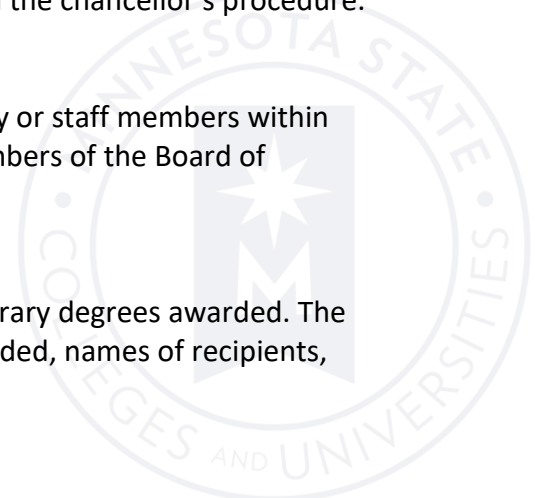 the chancellor's procedure.
y or staff members within
nbers of the Board of
rary degrees awarded. The
ded, names of recipients,
MINNESOTA STATE
COLLEGES AND UNIVERSITIES